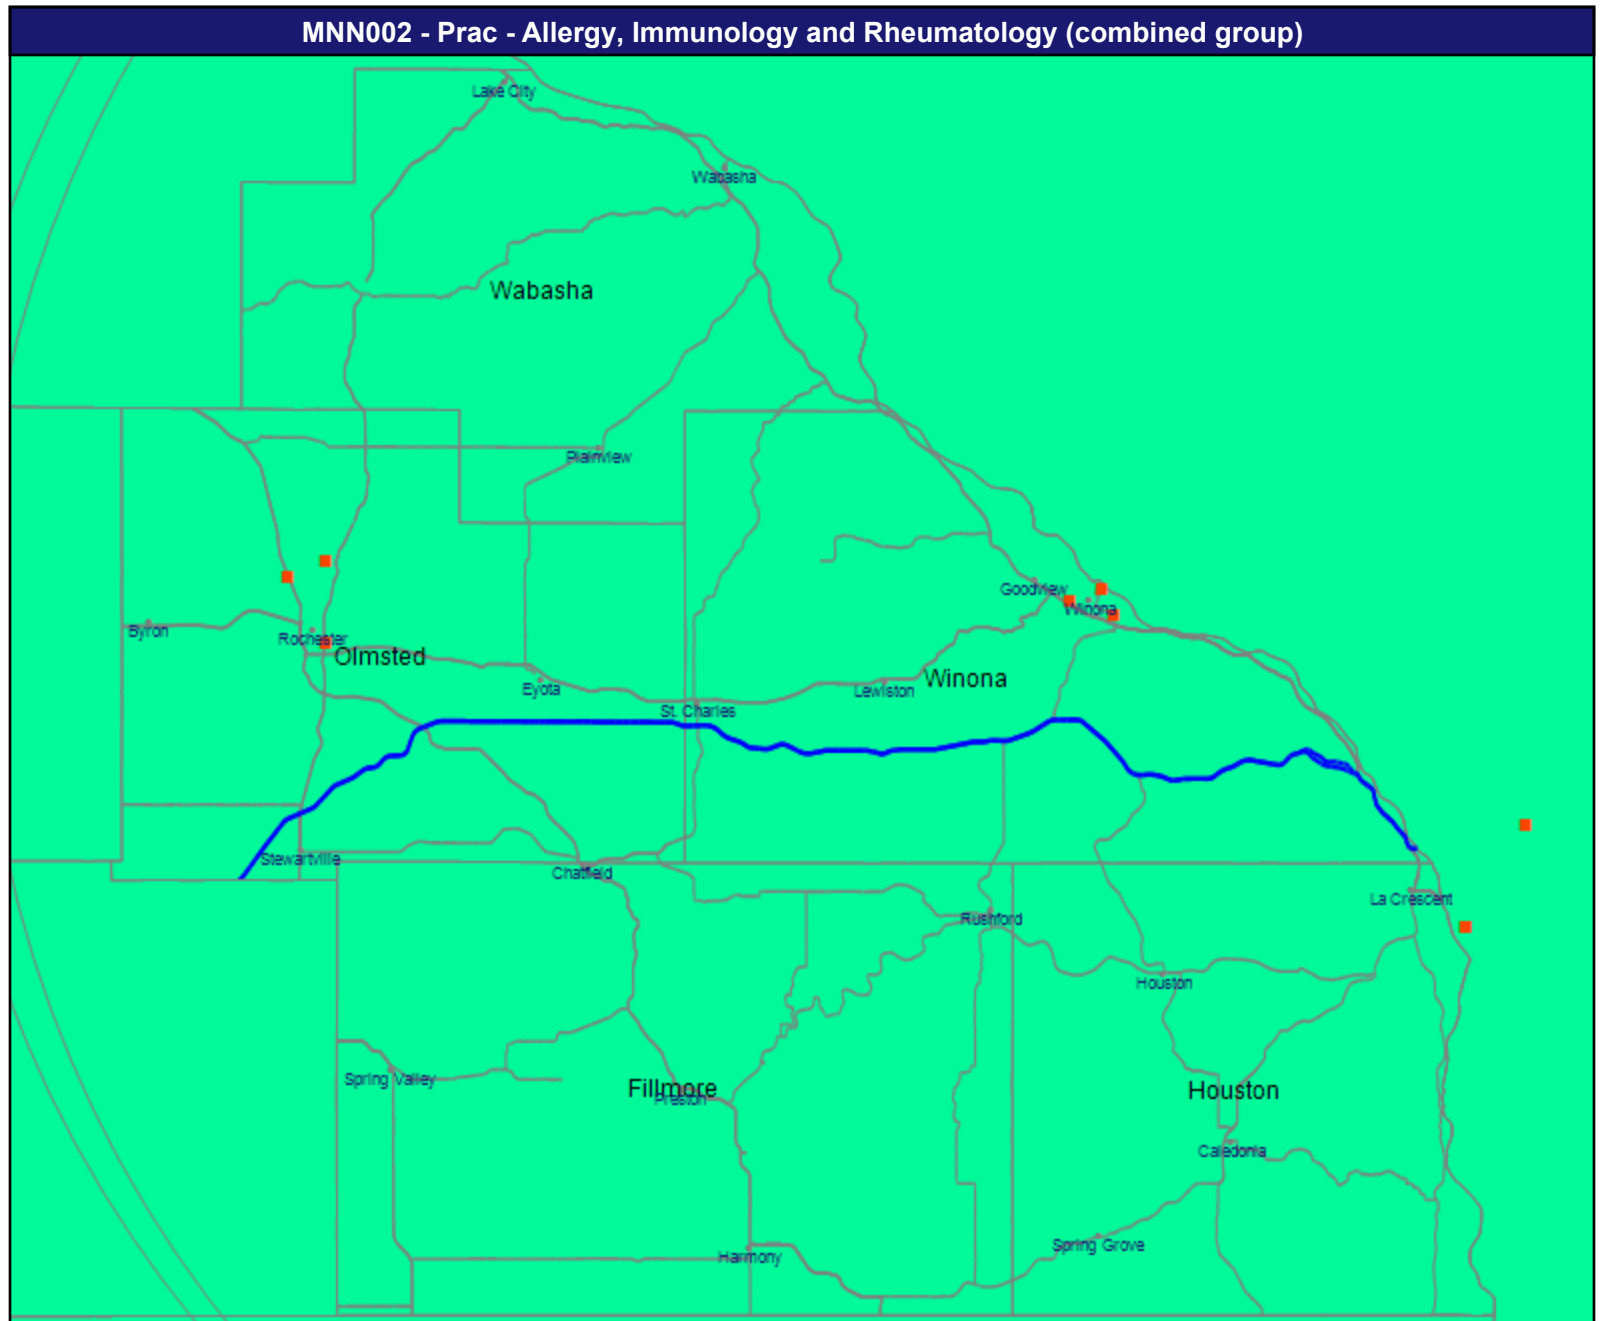 MNN002 - Prac - Allergy, Immunology and Rheumatology (combined group)
Lake City
Wabasha
Wabasha
Plainview
Goodview
Winona
Byron
Rochester
Olmsted
Eyota
Lewiston
Winona
St. Charles
Stewartville
Chatfield
La Crescent
Rushford
Houston
Spring Valley
Fillmore
Preston
Houston
Caledonia
Harmony
Spring Grove